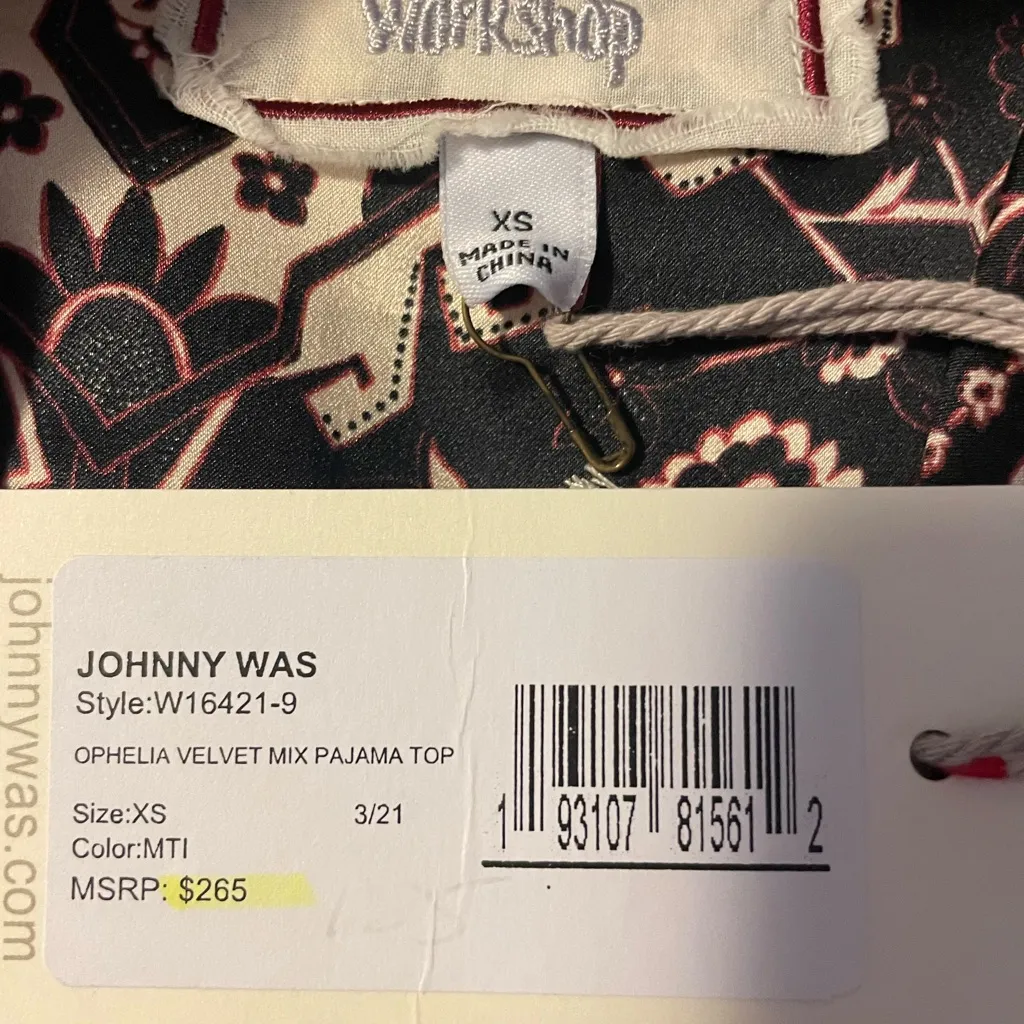 workshop
XS
MADE IN
CHINA
johnnywas.com
JOHNNY WAS
Style:W16421-9
OPHELIA VELVET MIX PAJAMA TOP
Size:XS 3/21
Color:MTI
MSRP: $265
1 93107 81561 2